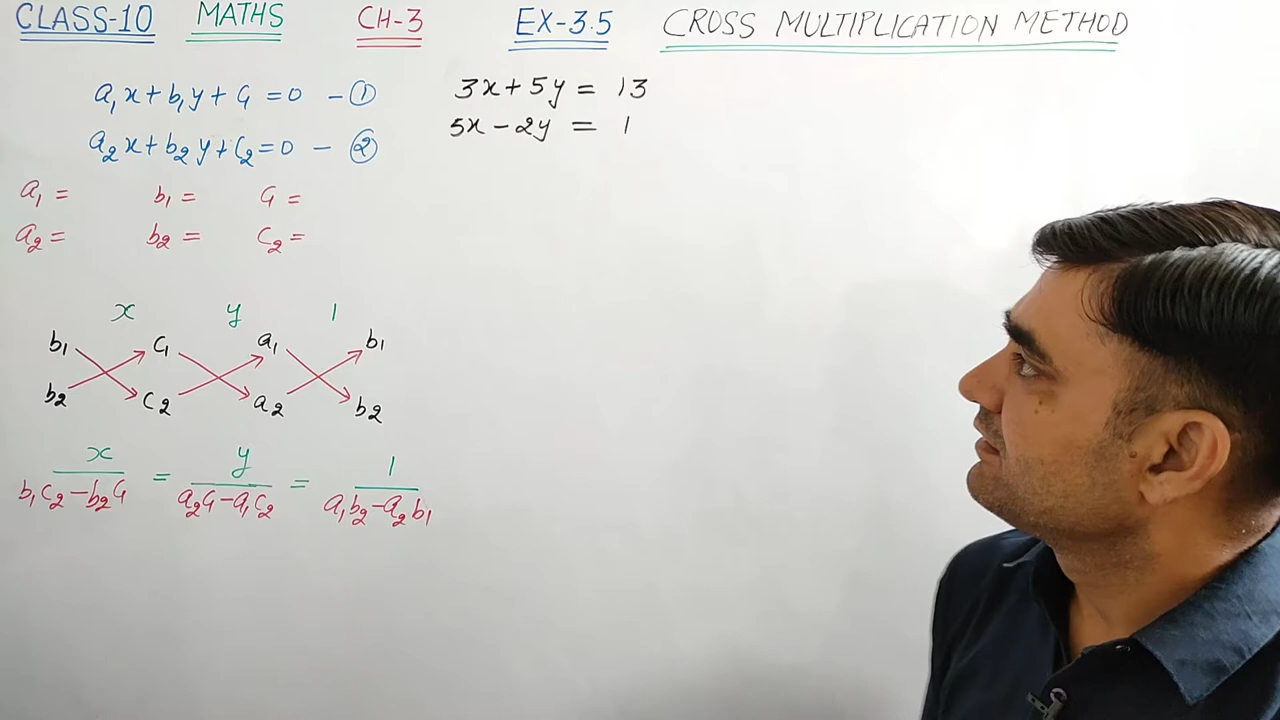 CLASS-10 MATHS CH-3 EX-3.5 CROSS MULTIPLICATION METHOD
a₁x+b₁y+c₁=0 -①
a₂x+b₂y+c₂=0 - ②
3x+5y = 13
5x-2y = 1
a₁= b₁= c₁=
a₂= b₂= c₂=
x y 1
b₁ c₁ a₁ b₁
b₂ c₂ a₂ b₂
x = y = 1
b₁c₂-b₂c₁ a₂c₁-a₁c₂ a₁b₂-a₂b₁